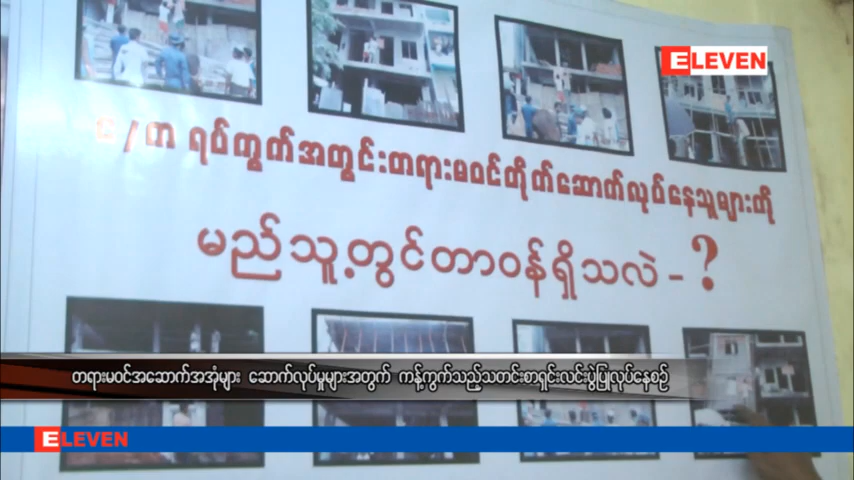 ELEVEN
၆/က ရပ်ကွက်အတွင်းတရားမဝင်တိုက်ဆောက်လုပ်နေသူများကို
မည်သူ့တွင်တာဝန်ရှိသလဲ - ?
တရားမဝင်အဆောက်အအုံများ ဆောက်လုပ်မှုများအတွက် ကန့်ကွက်သည့်သတင်းစာရှင်းလင်းပွဲပြုလုပ်နေစဉ်
ELEVEN